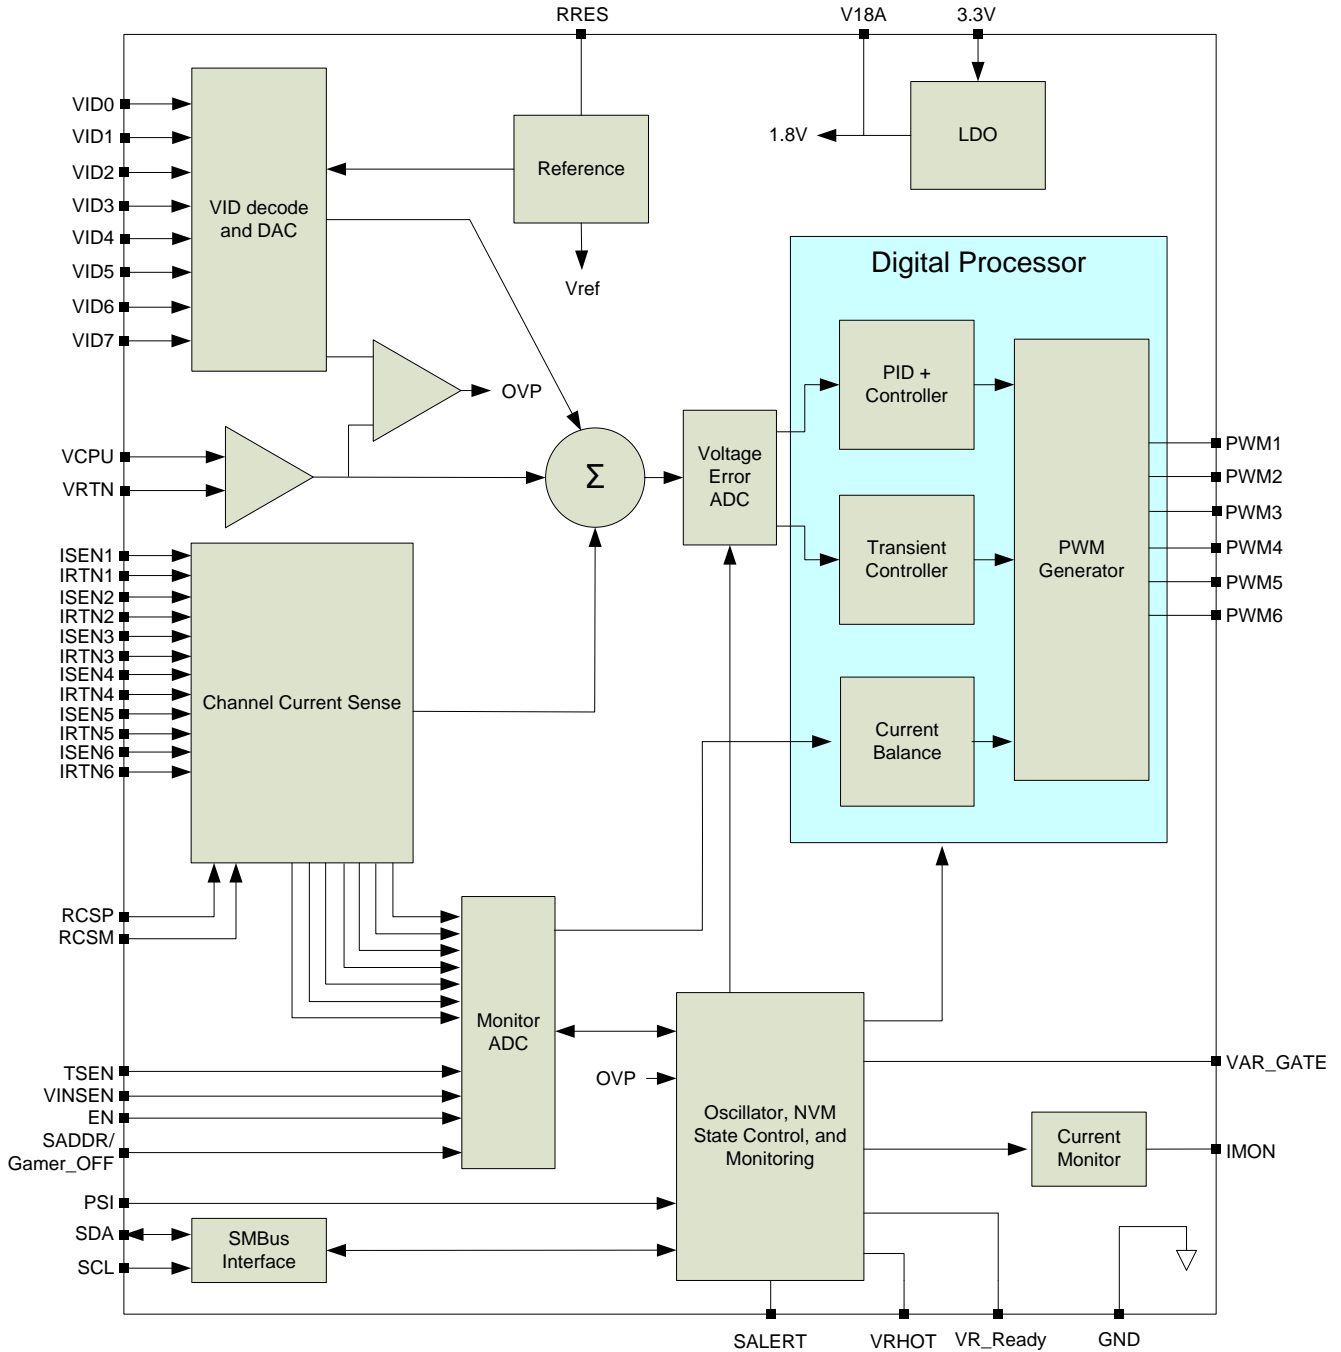 RRES
V18A
3.3V
VID0
VID1
VID2
VID3
VID4
VID5
VID6
VID7
VID decode
and DAC
Reference
Vref
1.8V
LDO
Digital Processor
PID +
Controller
Transient
Controller
Current
Balance
PWM
Generator
OVP
VCPU
VRTN
Σ
Voltage
Error
ADC
PWM1
PWM2
PWM3
PWM4
PWM5
PWM6
ISEN1
IRTN1
ISEN2
IRTN2
ISEN3
IRTN3
ISEN4
IRTN4
ISEN5
IRTN5
ISEN6
IRTN6
Channel Current Sense
RCSP
RCSM
Monitor
ADC
TSEN
VINSEN
EN
SADDR/
Gamer_OFF
PSI
SDA
SCL
SMBus
Interface
OVP
Oscillator, NVM
State Control, and
Monitoring
Current
Monitor
VAR_GATE
IMON
SALERT
VRHOT
VR_Ready
GND